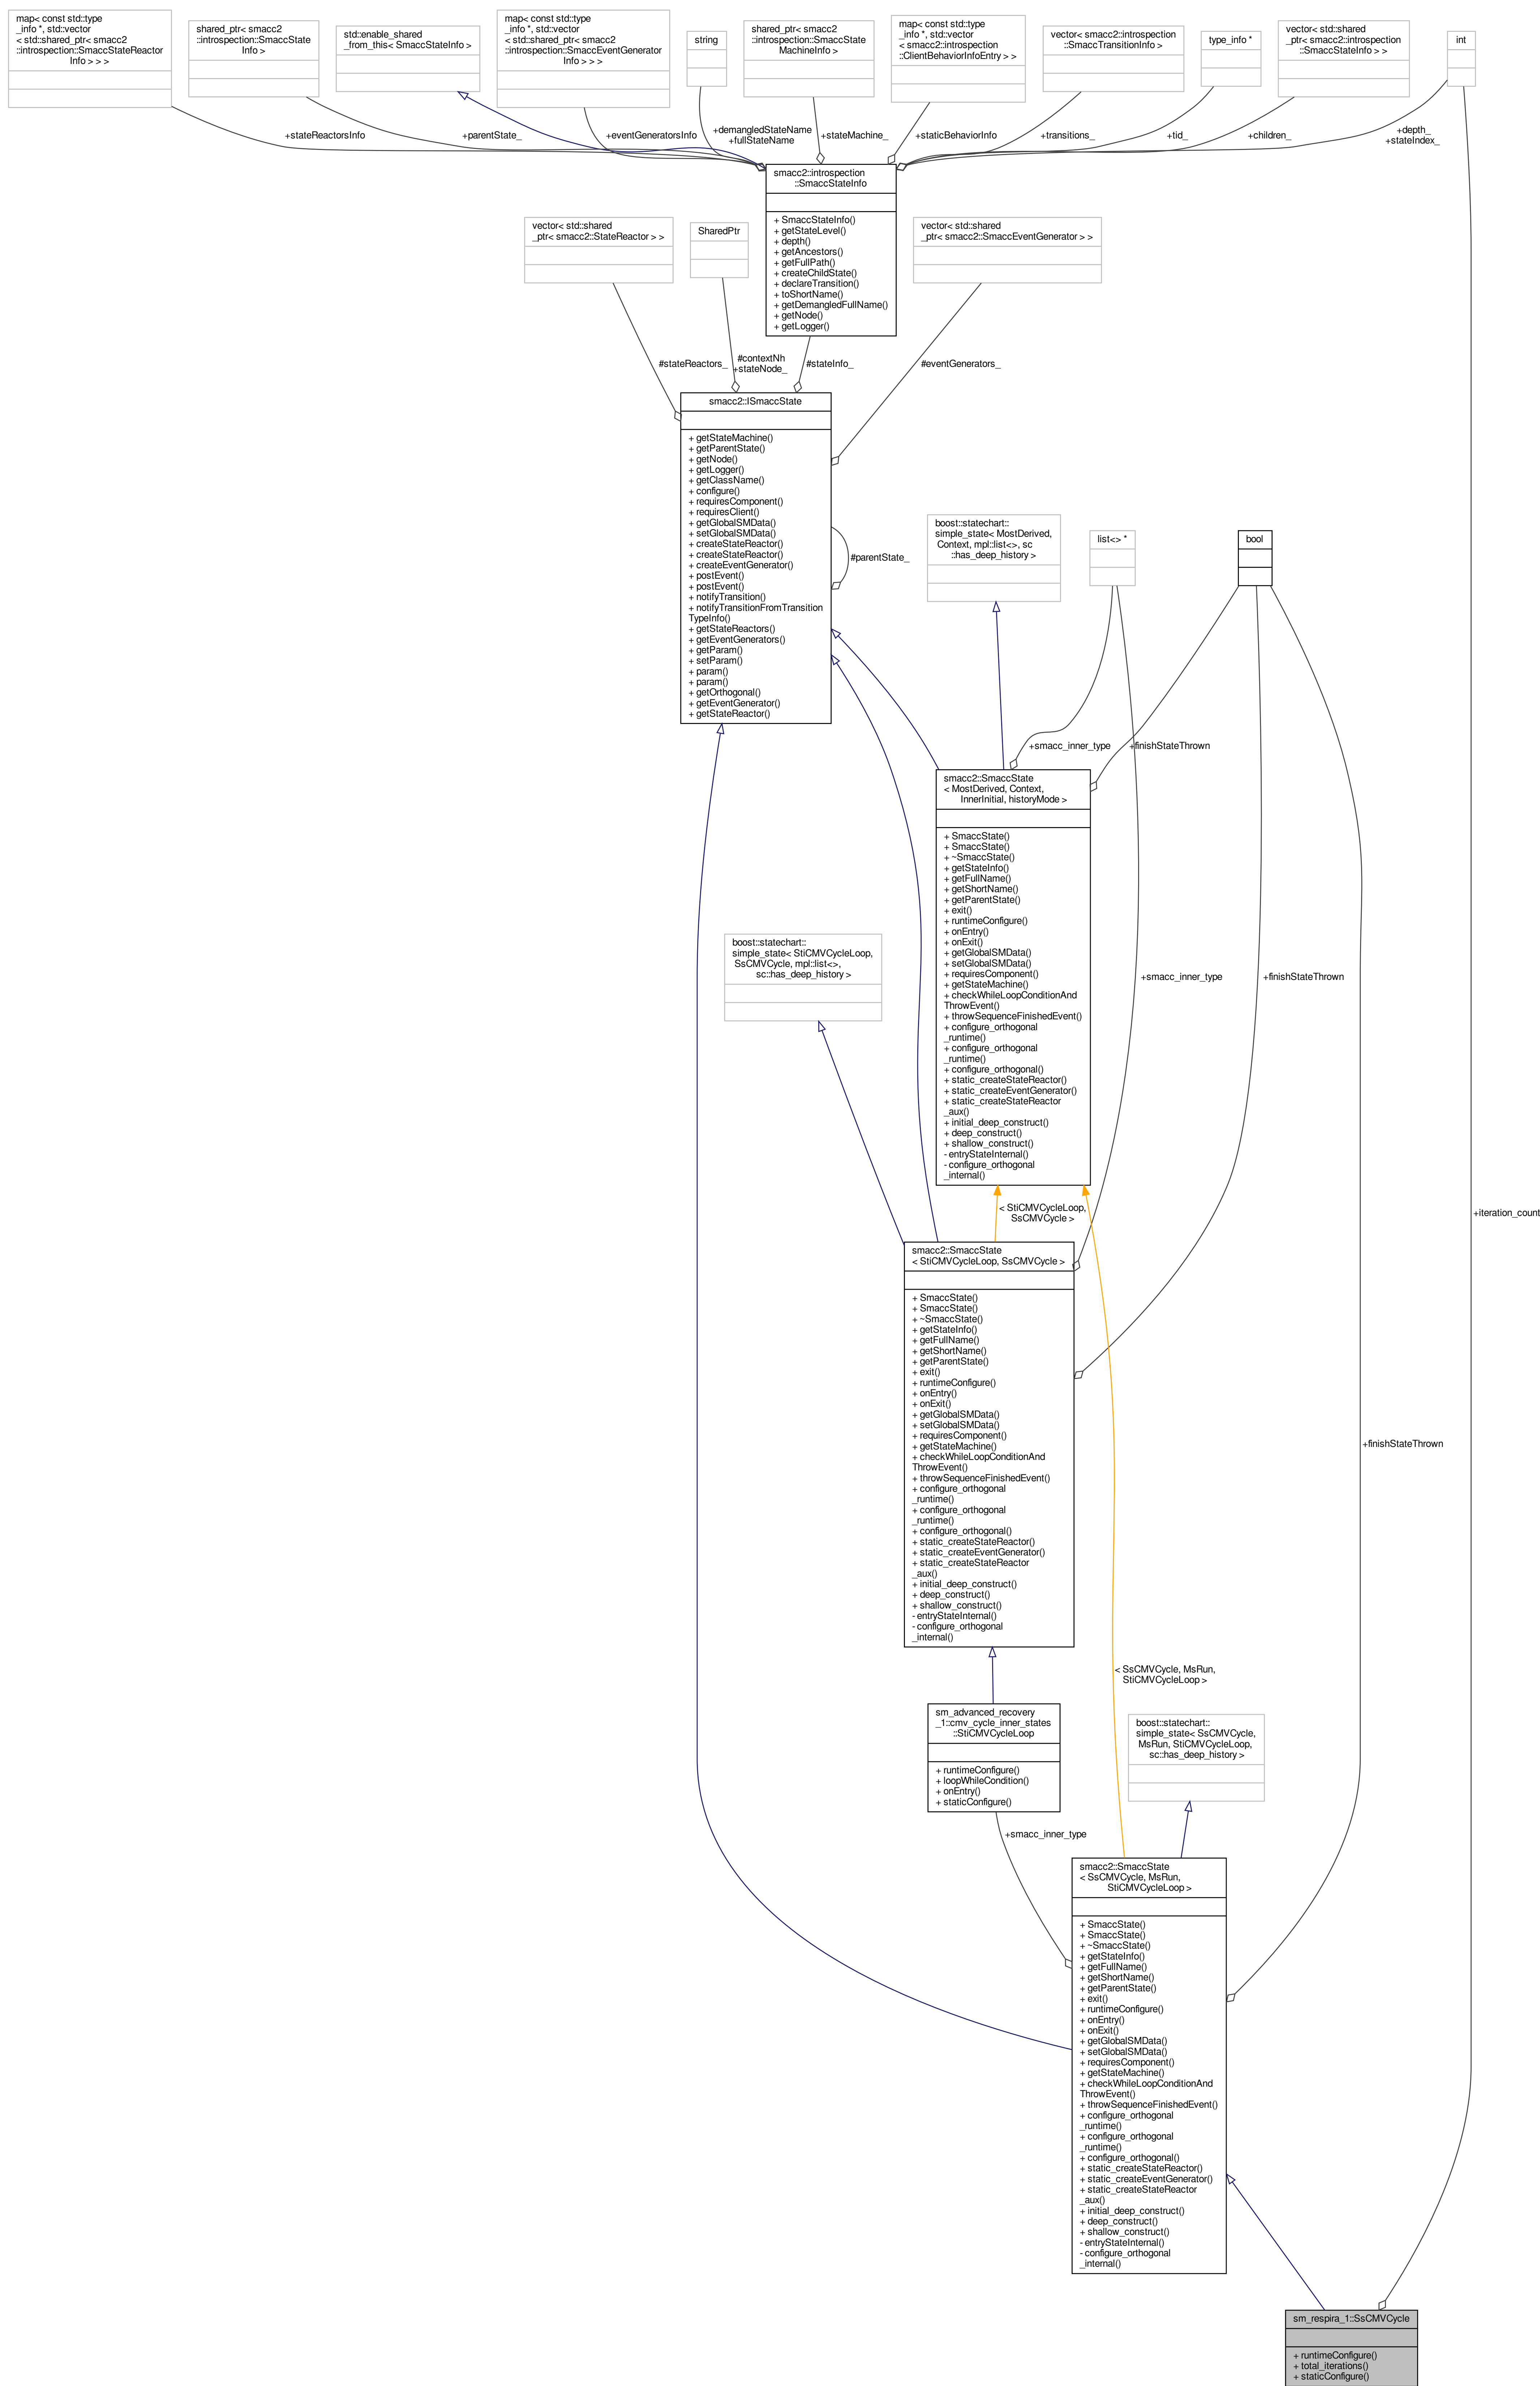 map< const std::type
_info *, std::vector
< std::shared_ptr< smacc2
::introspection::SmaccStateReactor
Info > > >
shared_ptr< smacc2
::introspection::SmaccState
Info >
std::enable_shared
_from_this< SmaccStateInfo >
map< const std::type
_info *, std::vector
< std::shared_ptr< smacc2
::introspection::SmaccEventGenerator
Info > > >
string
shared_ptr< smacc2
::introspection::SmaccState
MachineInfo >
map< const std::type
_info *, std::vector
< smacc2::introspection
::ClientBehaviorInfoEntry > >
vector< smacc2::introspection
::SmaccTransitionInfo >
type_info *
vector< std::shared
_ptr< smacc2::introspection
::SmaccStateInfo > >
int
+stateReactorsInfo
+parentState_
+eventGeneratorsInfo
+demangledStateName
+fullStateName
+stateMachine_
+staticBehaviorInfo
+transitions_
+tid_
+children_
+depth_
+stateIndex_
smacc2::introspection
::SmaccStateInfo
+ SmaccStateInfo()
+ getStateLevel()
+ depth()
+ getAncestors()
+ getFullPath()
+ createChildState()
+ declareTransition()
+ toShortName()
+ getDemangledFullName()
+ getNode()
+ getLogger()
vector< std::shared
_ptr< smacc2::StateReactor > >
SharedPtr
vector< std::shared
_ptr< smacc2::SmaccEventGenerator > >
#stateReactors_
#contextNh
+stateNode_
#stateInfo_
#eventGenerators_
smacc2::ISmaccState
+ getStateMachine()
+ getParentState()
+ getNode()
+ getLogger()
+ getClassName()
+ configure()
+ requiresComponent()
+ requiresClient()
+ getGlobalSMData()
+ setGlobalSMData()
+ createStateReactor()
+ createStateReactor()
+ createEventGenerator()
+ postEvent()
+ postEvent()
+ notifyTransition()
+ notifyTransitionFromTransition
TypeInfo()
+ getStateReactors()
+ getEventGenerators()
+ getParam()
+ setParam()
+ param()
+ param()
+ getOrthogonal()
+ getEventGenerator()
+ getStateReactor()
#parentState_
boost::statechart::
simple_state< MostDerived,
Context, mpl::list<>, sc
::has_deep_history >
list<> *
bool
+smacc_inner_type
+finishStateThrown
smacc2::SmaccState
< MostDerived, Context,
InnerInitial, historyMode >
+ SmaccState()
+ SmaccState()
+ ~SmaccState()
+ getStateInfo()
+ getFullName()
+ getShortName()
+ getParentState()
+ exit()
+ runtimeConfigure()
+ onEntry()
+ onExit()
+ getGlobalSMData()
+ setGlobalSMData()
+ requiresComponent()
+ getStateMachine()
+ checkWhileLoopConditionAnd
ThrowEvent()
+ throwSequenceFinishedEvent()
+ configure_orthogonal
_runtime()
+ configure_orthogonal
_runtime()
+ configure_orthogonal()
+ static_createStateReactor()
+ static_createEventGenerator()
+ static_createStateReactor
_aux()
+ initial_deep_construct()
+ deep_construct()
+ shallow_construct()
- entryStateInternal()
- configure_orthogonal
_internal()
boost::statechart::
simple_state< StiCMVCycleLoop,
SsCMVCycle, mpl::list<>,
sc::has_deep_history >
+smacc_inner_type
+finishStateThrown
< StiCMVCycleLoop,
SsCMVCycle >
+iteration_count
smacc2::SmaccState
< StiCMVCycleLoop, SsCMVCycle >
+ SmaccState()
+ SmaccState()
+ ~SmaccState()
+ getStateInfo()
+ getFullName()
+ getShortName()
+ getParentState()
+ exit()
+ runtimeConfigure()
+ onEntry()
+ onExit()
+ getGlobalSMData()
+ setGlobalSMData()
+ requiresComponent()
+ getStateMachine()
+ checkWhileLoopConditionAnd
ThrowEvent()
+ throwSequenceFinishedEvent()
+ configure_orthogonal
_runtime()
+ configure_orthogonal
_runtime()
+ configure_orthogonal()
+ static_createStateReactor()
+ static_createEventGenerator()
+ static_createStateReactor
_aux()
+ initial_deep_construct()
+ deep_construct()
+ shallow_construct()
- entryStateInternal()
- configure_orthogonal
_internal()
+finishStateThrown
< SsCMVCycle, MsRun,
StiCMVCycleLoop >
sm_advanced_recovery
_1::cmv_cycle_inner_states
::StiCMVCycleLoop
+ runtimeConfigure()
+ loopWhileCondition()
+ onEntry()
+ staticConfigure()
boost::statechart::
simple_state< SsCMVCycle,
MsRun, StiCMVCycleLoop,
sc::has_deep_history >
+smacc_inner_type
smacc2::SmaccState
< SsCMVCycle, MsRun,
StiCMVCycleLoop >
+ SmaccState()
+ SmaccState()
+ ~SmaccState()
+ getStateInfo()
+ getFullName()
+ getShortName()
+ getParentState()
+ exit()
+ runtimeConfigure()
+ onEntry()
+ onExit()
+ getGlobalSMData()
+ setGlobalSMData()
+ requiresComponent()
+ getStateMachine()
+ checkWhileLoopConditionAnd
ThrowEvent()
+ throwSequenceFinishedEvent()
+ configure_orthogonal
_runtime()
+ configure_orthogonal
_runtime()
+ configure_orthogonal()
+ static_createStateReactor()
+ static_createEventGenerator()
+ static_createStateReactor
_aux()
+ initial_deep_construct()
+ deep_construct()
+ shallow_construct()
- entryStateInternal()
- configure_orthogonal
_internal()
sm_respira_1::SsCMVCycle
+ runtimeConfigure()
+ total_iterations()
+ staticConfigure()